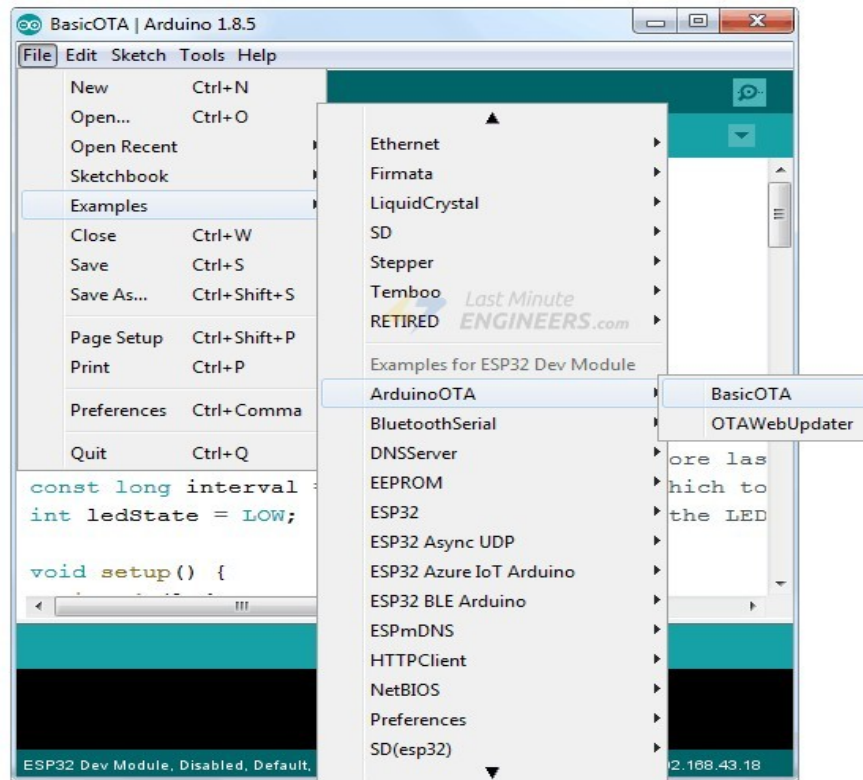 BasicOTA | Arduino 1.8.5
File Edit Sketch Tools Help
New Ctrl+N
Open... Ctrl+O
Open Recent
Sketchbook
Examples
Close Ctrl+W
Save Ctrl+S
Save As... Ctrl+Shift+S
Page Setup Ctrl+Shift+P
Print Ctrl+P
Preferences Ctrl+Comma
Quit Ctrl+Q
Ethernet
Firmata
LiquidCrystal
SD
Stepper
Temboo
RETIRED
Last Minute
ENGINEERS.com
Examples for ESP32 Dev Module
ArduinoOTA
BluetoothSerial
DNSServer
EEPROM
ESP32
ESP32 Async UDP
ESP32 Azure IoT Arduino
ESP32 BLE Arduino
ESPmDNS
HTTPClient
NetBIOS
Preferences
SD(esp32)
BasicOTA
OTAWebUpdater
ore las
const long interval = hich to
int ledState = LOW; the LED
void setup() {
ESP32 Dev Module, Disabled, Default, 2.168.43.18